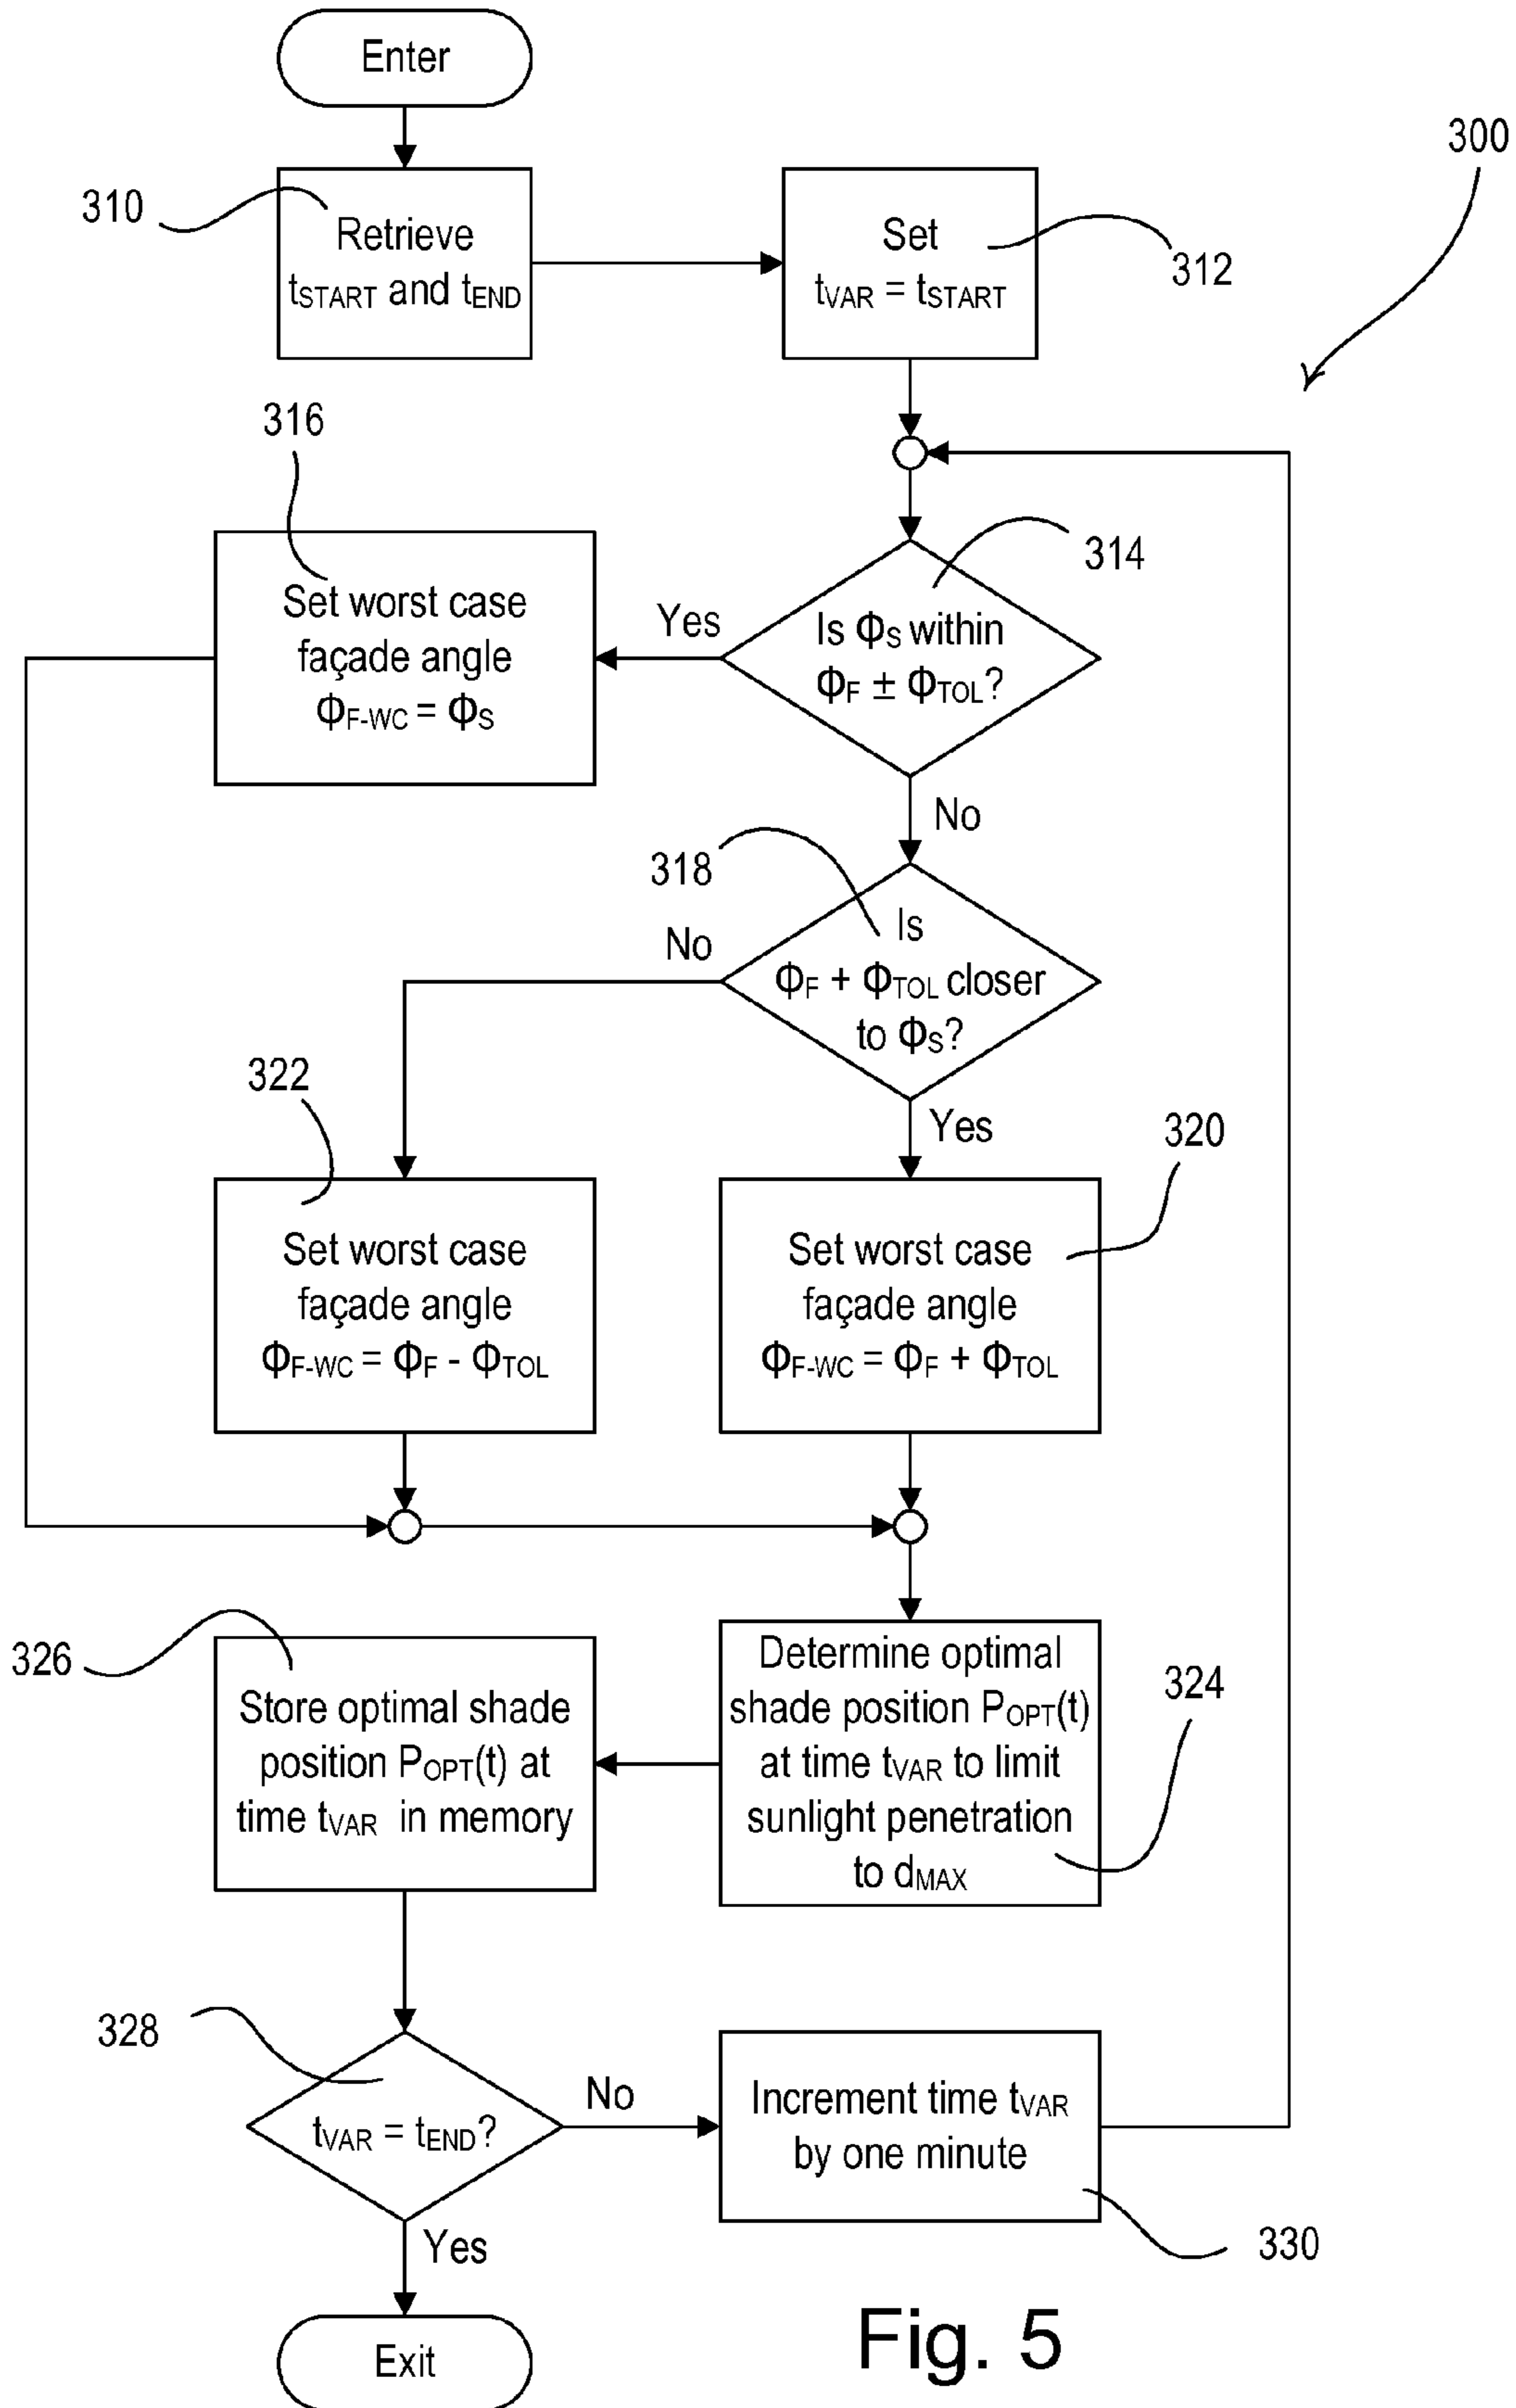 Enter
300
310
Retrieve
tSTART and tEND
Set
tVAR = tSTART
312
316
Set worst case
façade angle
ΦF-WC = ΦS
Yes
314
Is ΦS within
ΦF ± ΦTOL?
No
318
No
Is
ΦF + ΦTOL closer
to ΦS?
Yes
322
320
Set worst case
façade angle
ΦF-WC = ΦF - ΦTOL
Set worst case
façade angle
ΦF-WC = ΦF + ΦTOL
326
Store optimal shade
position POPT(t) at
time tVAR in memory
Determine optimal
shade position POPT(t)
at time tVAR to limit
sunlight penetration
to dMAX
324
328
tVAR = tEND?
No
Increment time tVAR
by one minute
330
Yes
Exit
Fig. 5